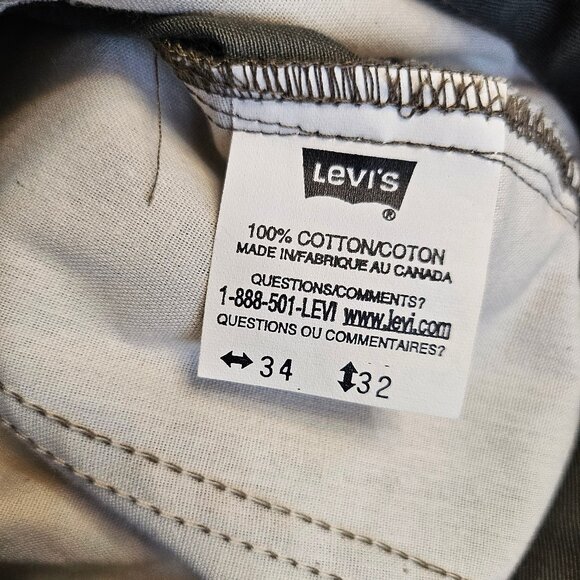 Levi's ®
100% COTTON/COTON
MADE IN/FABRIQUE AU CANADA
QUESTIONS/COMMENTS?
1-888-501-LEVI www.levi.com
QUESTIONS OU COMMENTAIRES?
↔34 ↕32